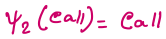 ψ₂(call) = call